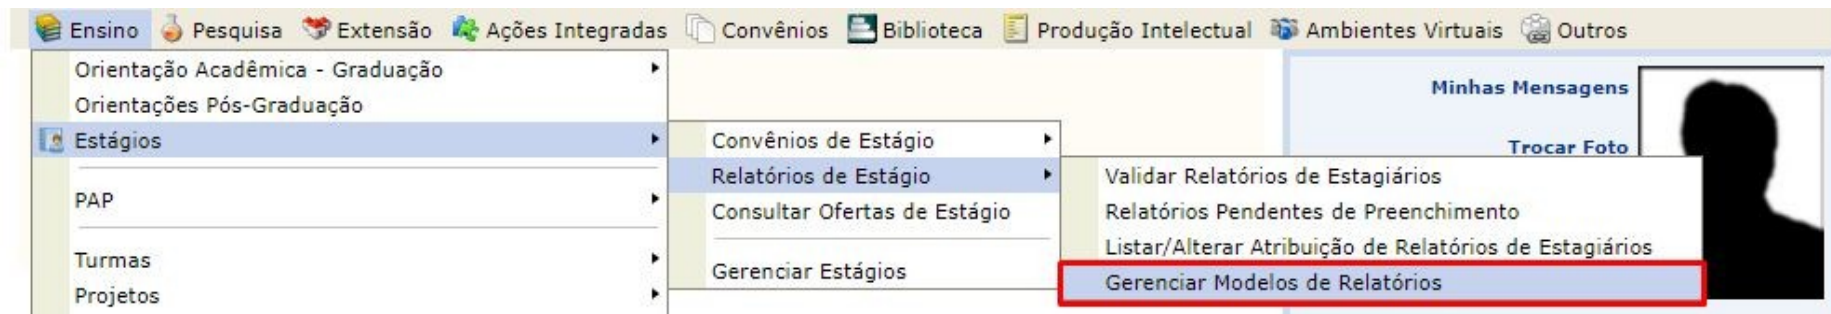 Ensino Pesquisa Extensão Ações Integradas Convênios Biblioteca Produção Intelectual Ambientes Virtuais Outros
Orientação Acadêmica - Graduação
Orientações Pós-Graduação
Estágios
PAP
Turmas
Projetos
Convênios de Estágio
Relatórios de Estágio
Consultar Ofertas de Estágio
Gerenciar Estágios
Validar Relatórios de Estagiários
Relatórios Pendentes de Preenchimento
Listar/Alterar Atribuição de Relatórios de Estagiários
Gerenciar Modelos de Relatórios
Minhas Mensagens
Trocar Foto